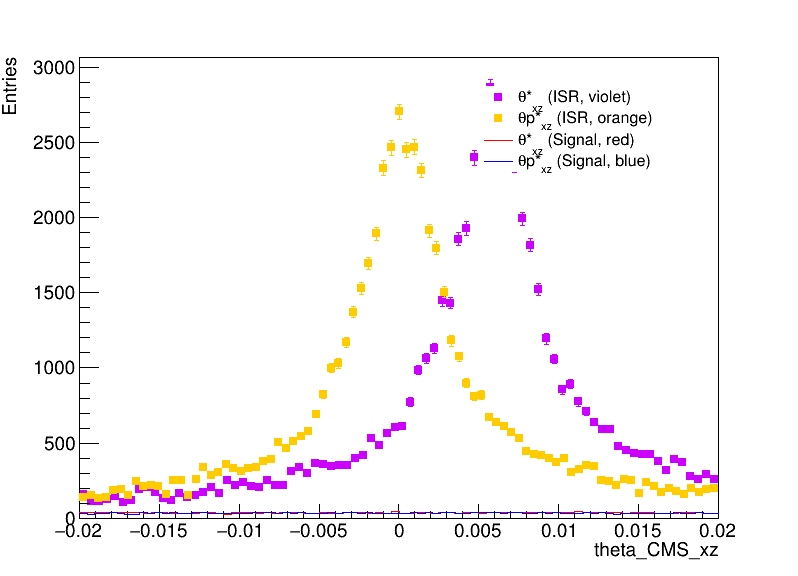 Entries
3000
2500
2000
1500
1000
500
0
θ*xz (ISR, violet)
θp*xz (ISR, orange)
θ*xz (Signal, red)
θp*xz (Signal, blue)
−0.02 −0.015 −0.01 −0.005 0 0.005 0.01 0.015 0.02
theta_CMS_xz